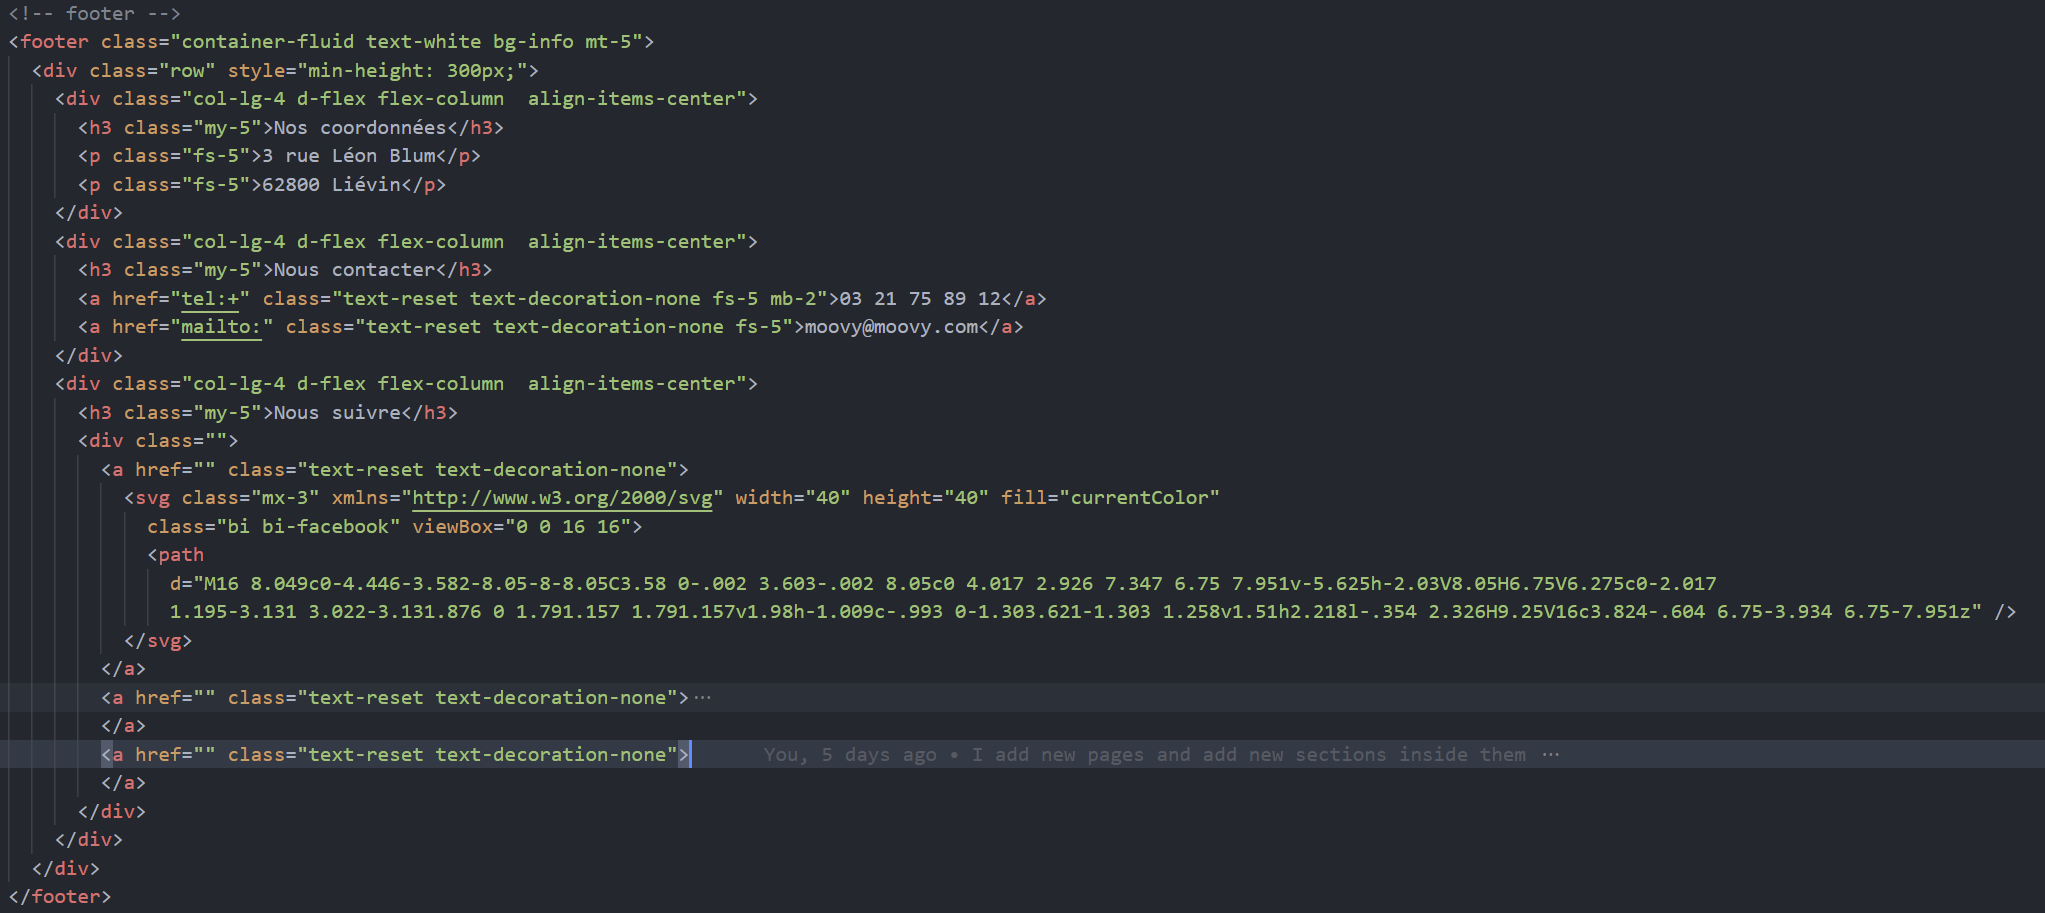 <!-- footer -->
<footer class="container-fluid text-white bg-info mt-5">
<div class="row" style="min-height: 300px;">
<div class="col-lg-4 d-flex flex-column  align-items-center">
<h3 class="my-5">Nos coordonnées</h3>
<p class="fs-5">3 rue Léon Blum</p>
<p class="fs-5">62800 Liévin</p>
</div>
<div class="col-lg-4 d-flex flex-column  align-items-center">
<h3 class="my-5">Nous contacter</h3>
<a href="tel:+" class="text-reset text-decoration-none fs-5 mb-2">03 21 75 89 12</a>
<a href="mailto:" class="text-reset text-decoration-none fs-5">moovy@moovy.com</a>
</div>
<div class="col-lg-4 d-flex flex-column  align-items-center">
<h3 class="my-5">Nous suivre</h3>
<div class="">
<a href="" class="text-reset text-decoration-none">
<svg class="mx-3" xmlns="http://www.w3.org/2000/svg" width="40" height="40" fill="currentColor"
class="bi bi-facebook" viewBox="0 0 16 16">
<path
d="M16 8.049c0-4.446-3.582-8.05-8-8.05C3.58 0-.002 3.603-.002 8.05c0 4.017 2.926 7.347 6.75 7.951v-5.625h-2.03V8.05H6.75V6.275c0-2.017
1.195-3.131 3.022-3.131.876 0 1.791.157 1.791.157v1.98h-1.009c-.993 0-1.303.621-1.303 1.258v1.51h2.218l-.354 2.326H9.25V16c3.824-.604 6.75-3.934 6.75-7.951z" />
</svg>
</a>
<a href="" class="text-reset text-decoration-none">···
</a>
<a href="" class="text-reset text-decoration-none"> You, 5 days ago • I add new pages and add new sections inside them ···
</a>
</div>
</div>
</div>
</footer>